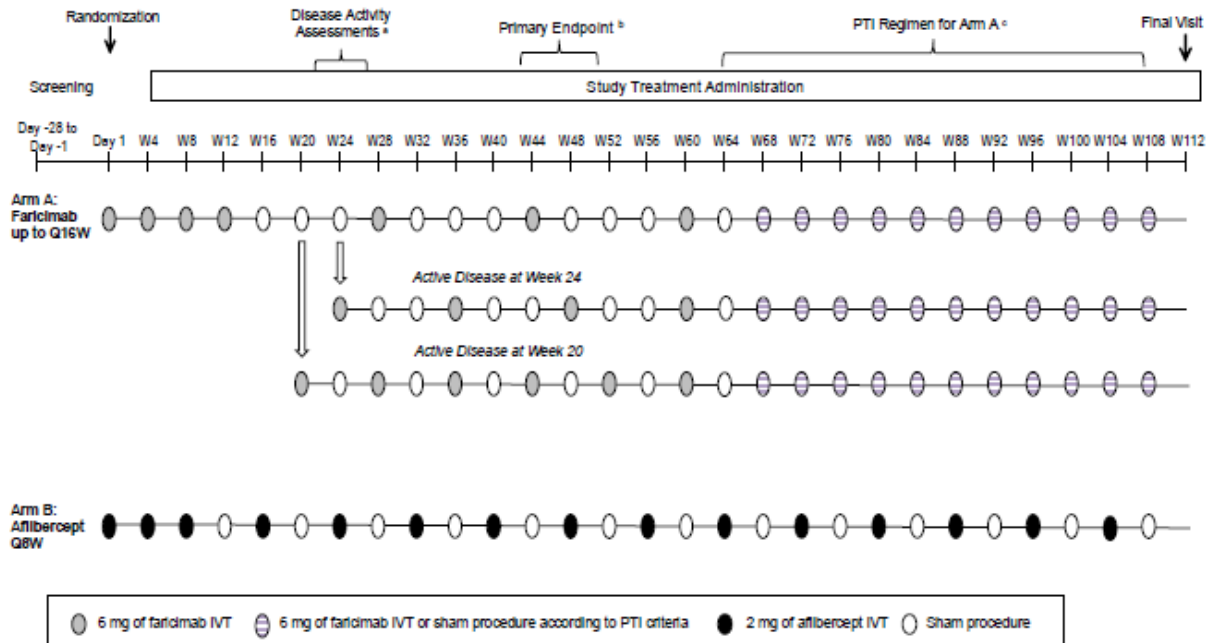 Randomization
Disease Activity
Assessments a
Primary Endpoint b
PTI Regimen for Arm A c
Final Visit
Screening
Study Treatment Administration
Day -28 to
Day -1
Day 1 W4 W8 W12 W16 W20 W24 W28 W32 W36 W40 W44 W48 W52 W56 W60 W64 W68 W72 W76 W80 W84 W88 W92 W96 W100 W104 W108 W112
Arm A:
Faricimab
up to Q16W
Active Disease at Week 24
Active Disease at Week 20
Arm B:
Aflibercept
Q8W
6 mg of faricimab IVT 6 mg of faricimab IVT or sham procedure according to PTI criteria 2 mg of aflibercept IVT Sham procedure